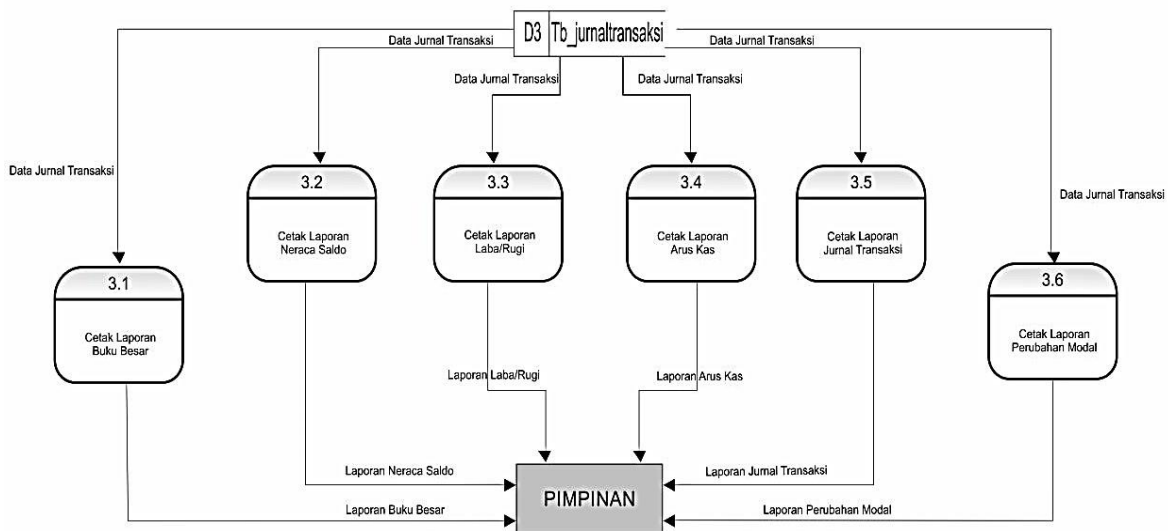 D3 Tb_jurnaltransaksi
Data Jurnal Transaksi
Data Jurnal Transaksi
Data Jurnal Transaksi
Data Jurnal Transaksi
Data Jurnal Transaksi
Data Jurnal Transaksi
3.2
Cetak Laporan
Neraca Saldo
3.3
Cetak Laporan
Laba/Rugi
3.4
Cetak Laporan
Arus Kas
3.5
Cetak Laporan
Jurnal Transaksi
3.1
Cetak Laporan
Buku Besar
3.6
Cetak Laporan
Perubahan Modal
Laporan Laba/Rugi
Laporan Arus Kas
Laporan Neraca Saldo
Laporan Jurnal Transaksi
PIMPINAN
Laporan Buku Besar
Laporan Perubahan Modal